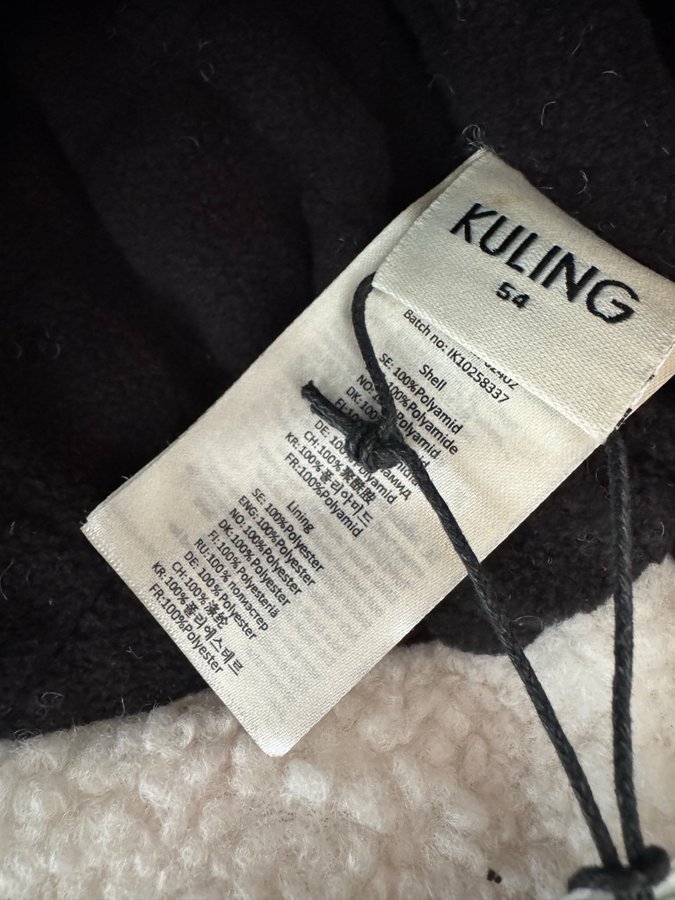 KULING
54
Batch no: IK10258337
Shell
SE: 100%Polyamid
100%Polyamide
NO: 100%Polyamid
DK: 100%Polyamid
DE: 100%
CH: 100% 聚酰胺
KR: 100% 폴리아미드
FR:100%Polyamid
Lining
SE: 100%Polyester
ENG:100%Polyester
NO: 100%Polyester
DK: 100%Polyester
FI: 100%Polyesteria
RU:100% полиэстер
DE: 100%Polyester
CH:100% 涤纶
KR: 100% 폴리에스테르
FR:100%Polyester